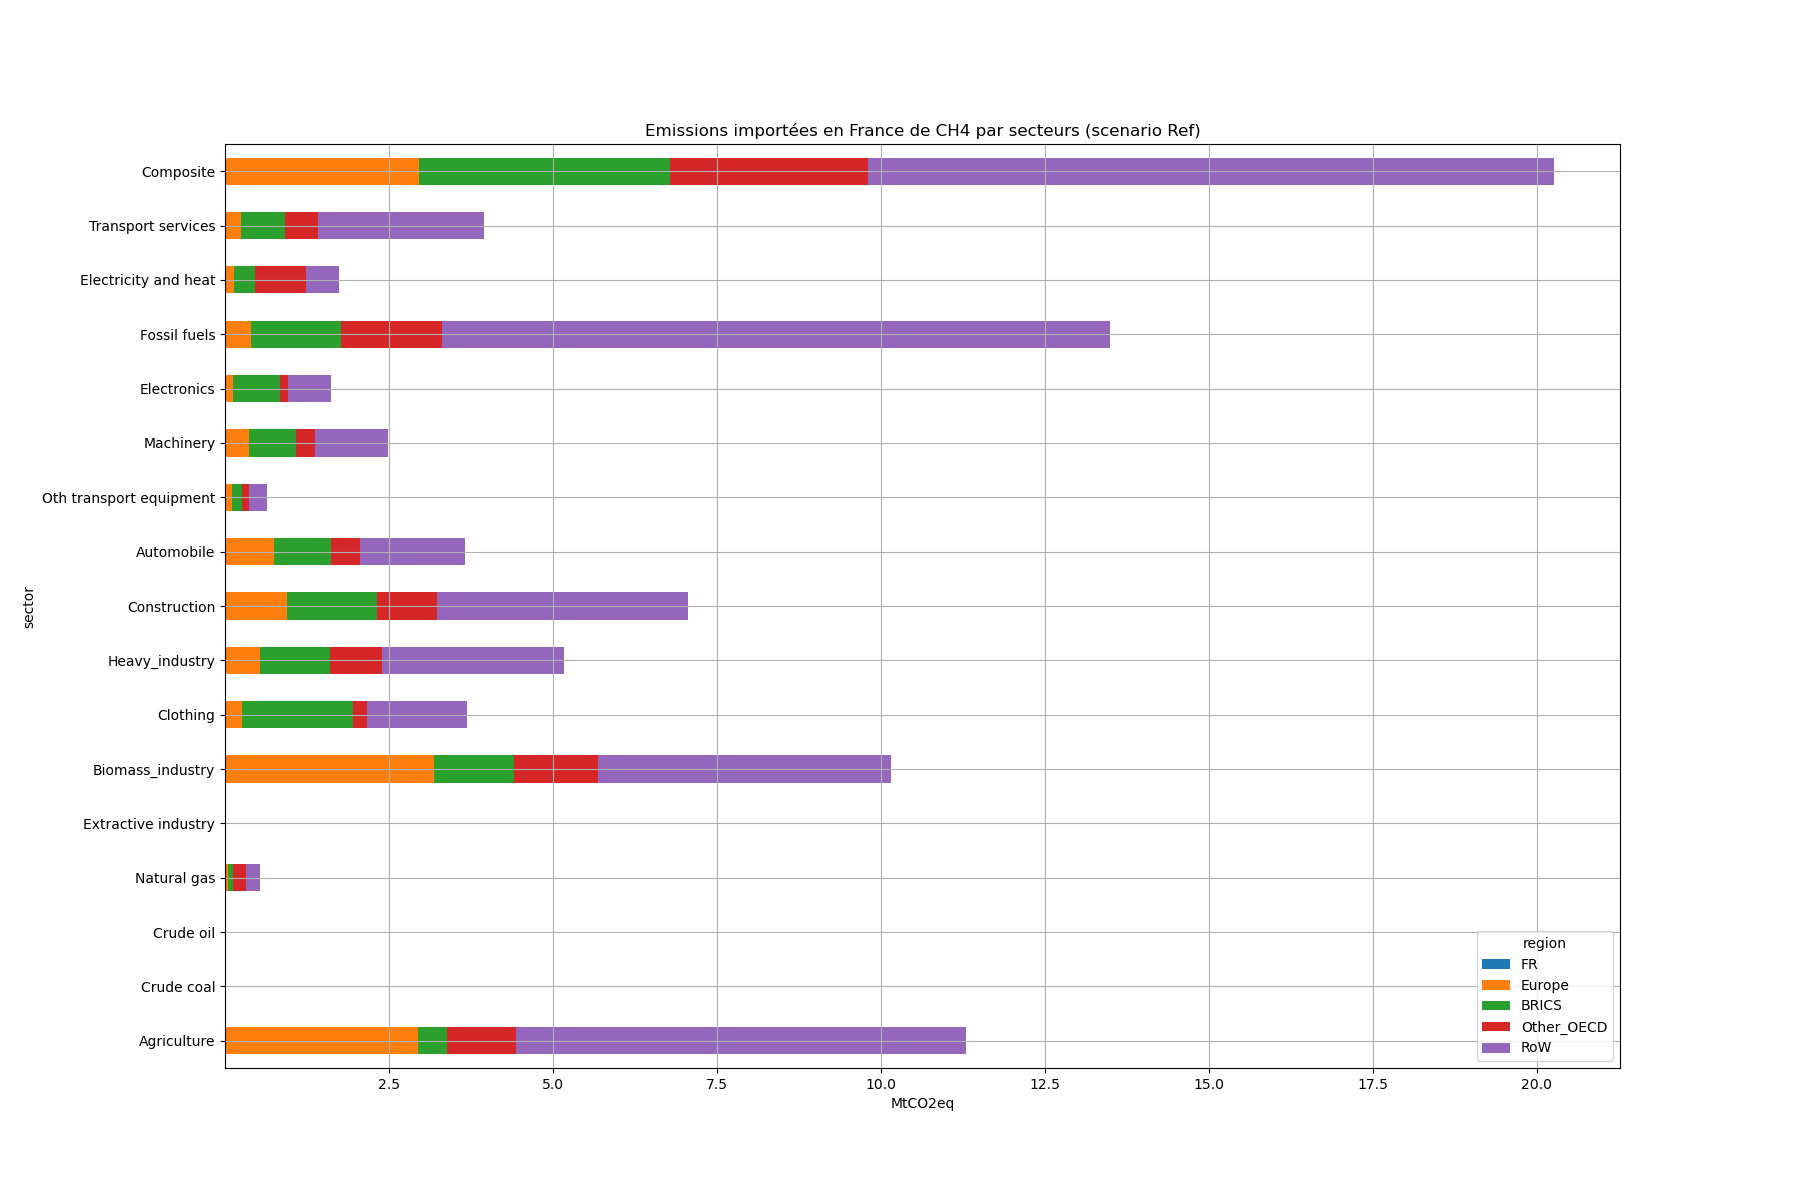 Emissions importées en France de CH4 par secteurs (scenario Ref)
Composite
Transport services
Electricity and heat
Fossil fuels
Electronics
Machinery
Oth transport equipment
Automobile
Construction
Heavy_industry
Clothing
Biomass_industry
Extractive industry
Natural gas
Crude oil
Crude coal
Agriculture
sector
2.5 5.0 7.5 10.0 12.5 15.0 17.5 20.0
MtCO2eq
region
FR
Europe
BRICS
Other_OECD
RoW